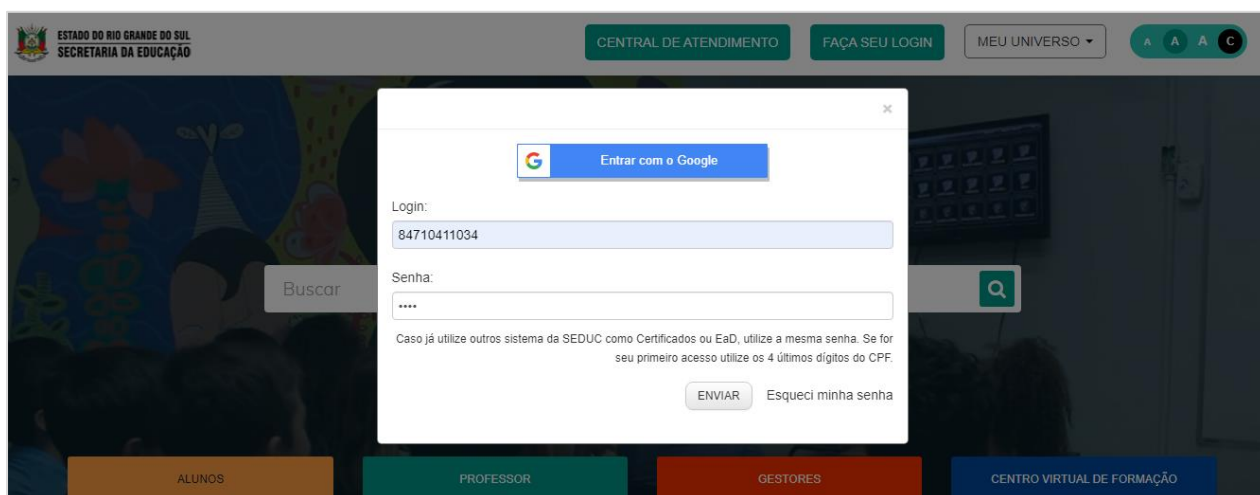 ESTADO DO RIO GRANDE DO SUL
SECRETARIA DA EDUCAÇÃO
CENTRAL DE ATENDIMENTO
FAÇA SEU LOGIN
MEU UNIVERSO
A A A C
×
G Entrar com o Google
Login:
84710411034
Buscar
Senha:
••••
Caso já utilize outros sistema da SEDUC como Certificados ou EaD, utilize a mesma senha. Se for
seu primeiro acesso utilize os 4 últimos dígitos do CPF.
ENVIAR Esqueci minha senha
ALUNOS
PROFESSOR
GESTORES
CENTRO VIRTUAL DE FORMAÇÃO